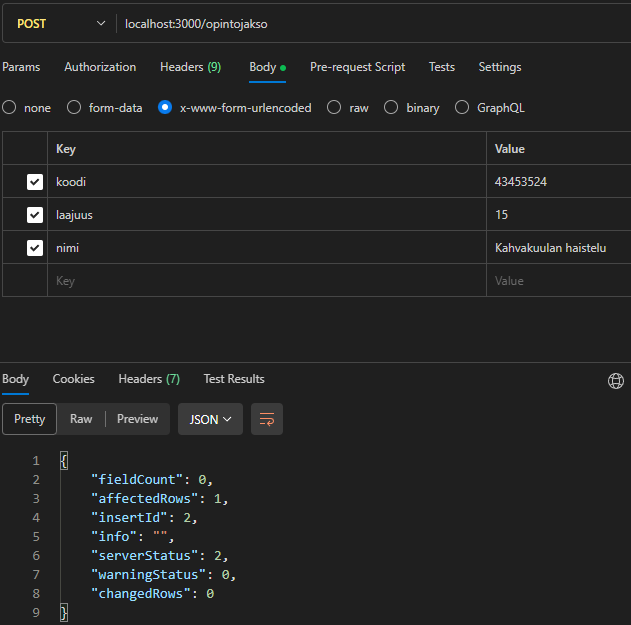 POST localhost:3000/opintojakso
Params Authorization Headers (9) Body Pre-request Script Tests Settings
none form-data x-www-form-urlencoded raw binary GraphQL
Key Value
koodi 43453524
laajuus 15
nimi Kahvakuulan haistelu
Key Value
Body Cookies Headers (7) Test Results
Pretty Raw Preview JSON
1 {
2 "fieldCount": 0,
3 "affectedRows": 1,
4 "insertId": 2,
5 "info": "",
6 "serverStatus": 2,
7 "warningStatus": 0,
8 "changedRows": 0
9 }